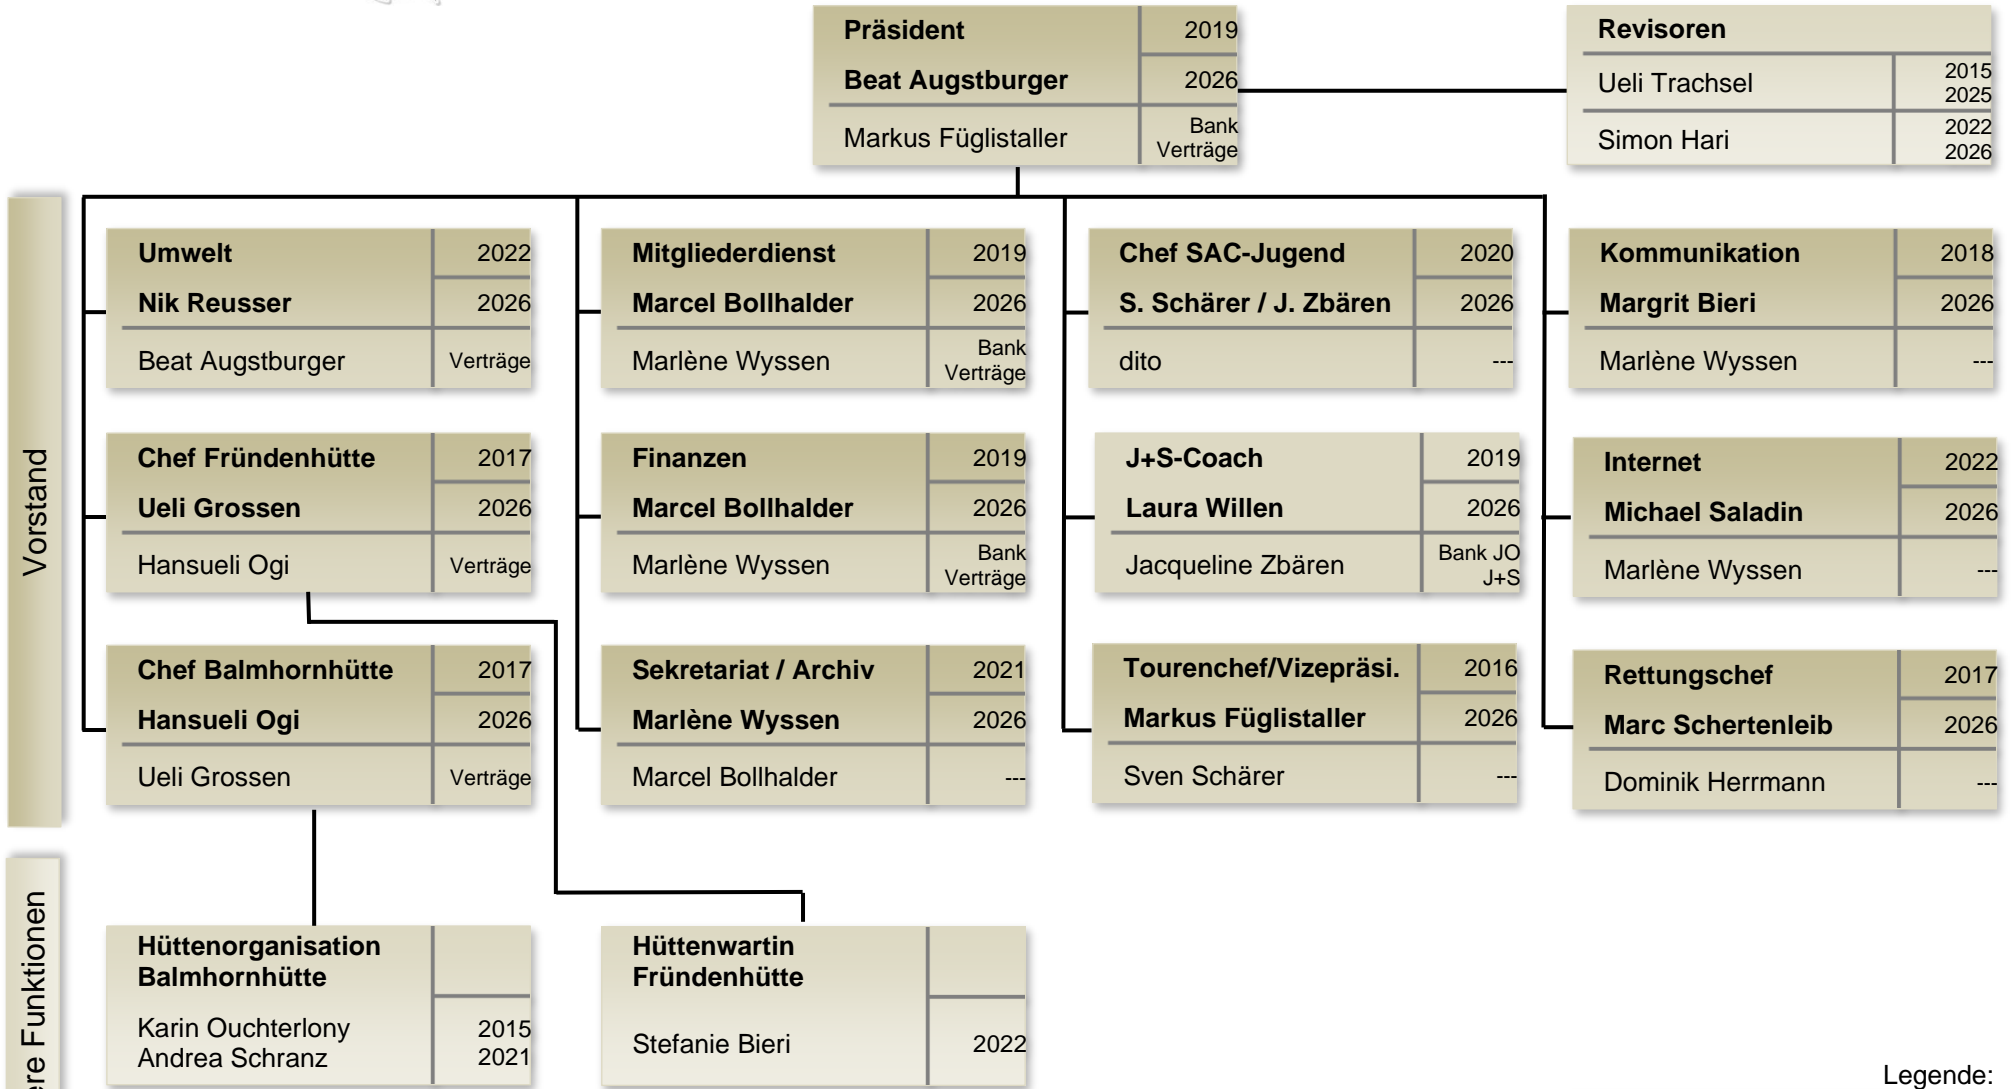 Präsident 2019
Beat Augstburger 2026
Markus Füglistaller Bank
Verträge
Revisoren
Ueli Trachsel 2015
2025
Simon Hari 2022
2026
Vorstand
Umwelt 2022
Nik Reusser 2026
Beat Augstburger Verträge
Mitgliederdienst 2019
Marcel Bollhalder 2026
Marlène Wyssen Bank
Verträge
Chef SAC-Jugend 2020
S. Schärer / J. Zbären 2026
dito ---
Kommunikation 2018
Margrit Bieri 2026
Marlène Wyssen ---
Chef Fründenhütte 2017
Ueli Grossen 2026
Hansueli Ogi Verträge
Finanzen 2019
Marcel Bollhalder 2026
Marlène Wyssen Bank
Verträge
J+S-Coach 2019
Laura Willen 2026
Jacqueline Zbären Bank JO
J+S
Internet 2022
Michael Saladin 2026
Marlène Wyssen ---
Chef Balmhornhütte 2017
Hansueli Ogi 2026
Ueli Grossen Verträge
Sekretariat / Archiv 2021
Marlène Wyssen 2026
Marcel Bollhalder ---
Tourenchef/Vizepräsi. 2016
Markus Füglistaller 2026
Sven Schärer ---
Rettungschef 2017
Marc Schertenleib 2026
Dominik Herrmann ---
ere Funktionen
Hüttenorganisation
Balmhornhütte
Karin Ouchterlony 2015
Andrea Schranz 2021
Hüttenwartin
Fründenhütte
Stefanie Bieri 2022
Legende: